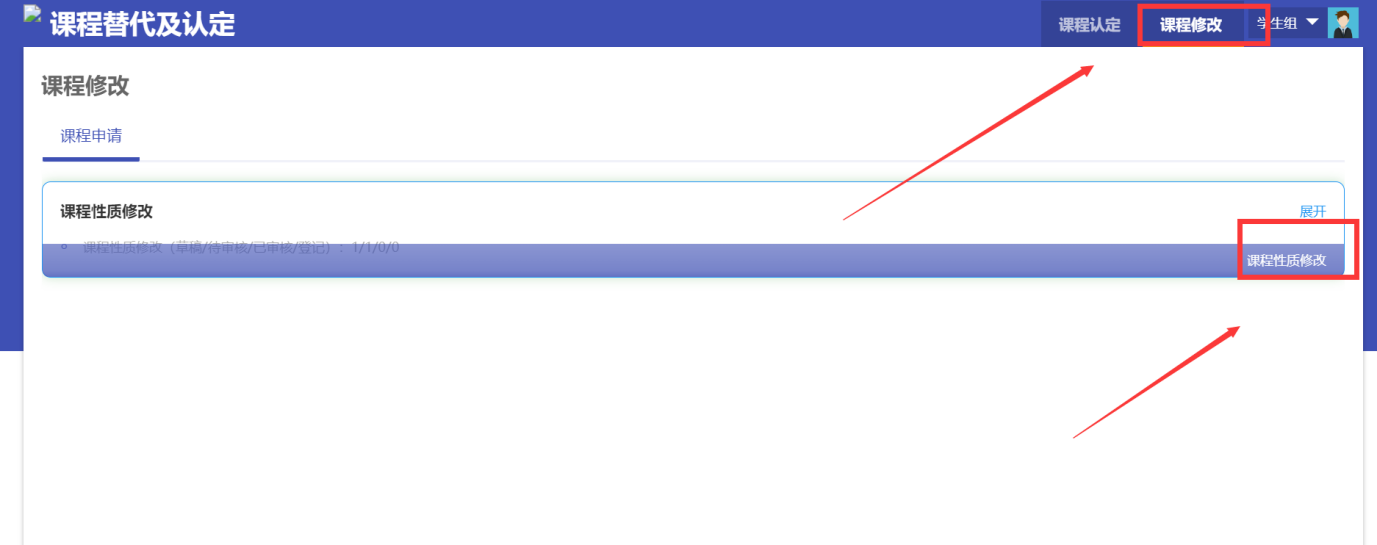 课程替代及认定
课程认定 课程修改 学生组
课程修改
课程申请
课程性质修改 展开
课程性质修改（草稿/待审核/已审核/登记）：1/1/0/0
课程性质修改